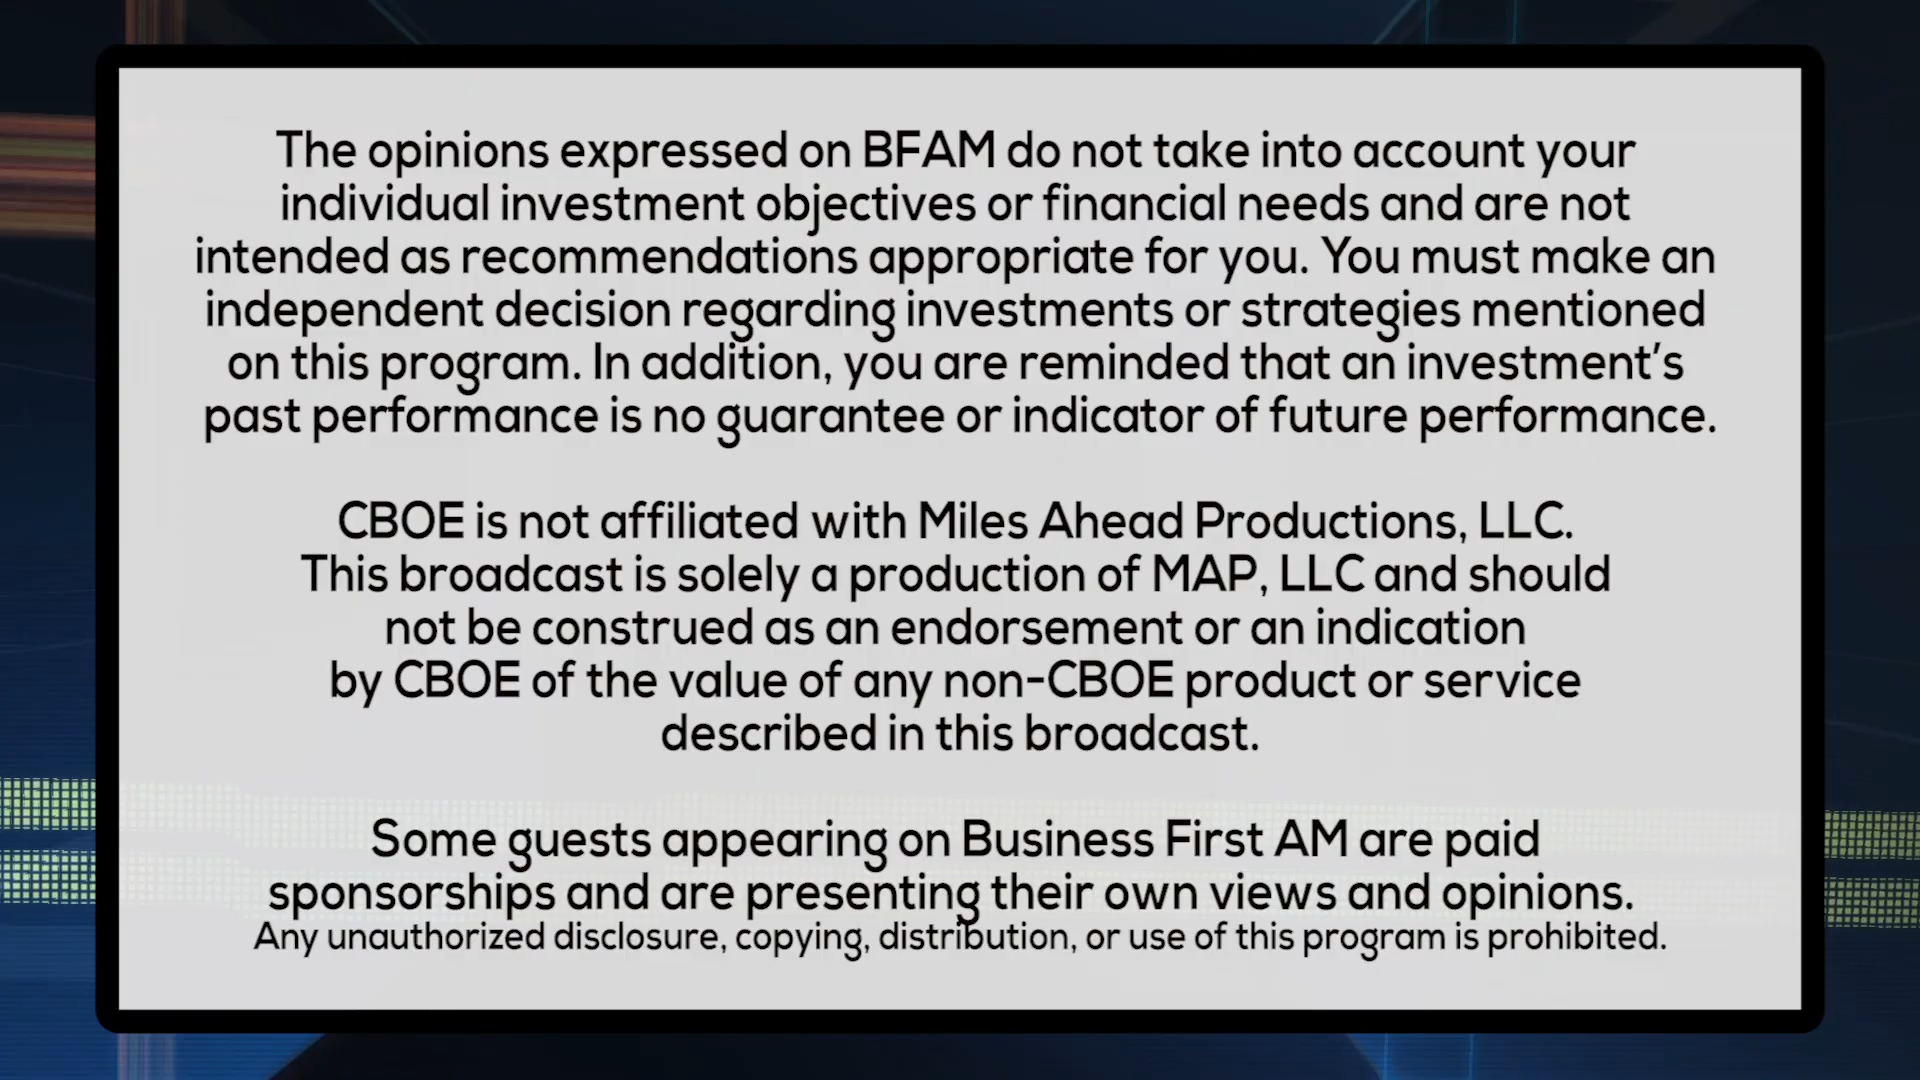 The opinions expressed on BFAM do not take into account your
individual investment objectives or financial needs and are not
intended as recommendations appropriate for you. You must make an
independent decision regarding investments or strategies mentioned
on this program. In addition, you are reminded that an investment’s
past performance is no guarantee or indicator of future performance.
CBOE is not affiliated with Miles Ahead Productions, LLC.
This broadcast is solely a production of MAP, LLC and should
not be construed as an endorsement or an indication
by CBOE of the value of any non-CBOE product or service
described in this broadcast.
Some guests appearing on Business First AM are paid
sponsorships and are presenting their own views and opinions.
Any unauthorized disclosure, copying, distribution, or use of this program is prohibited.